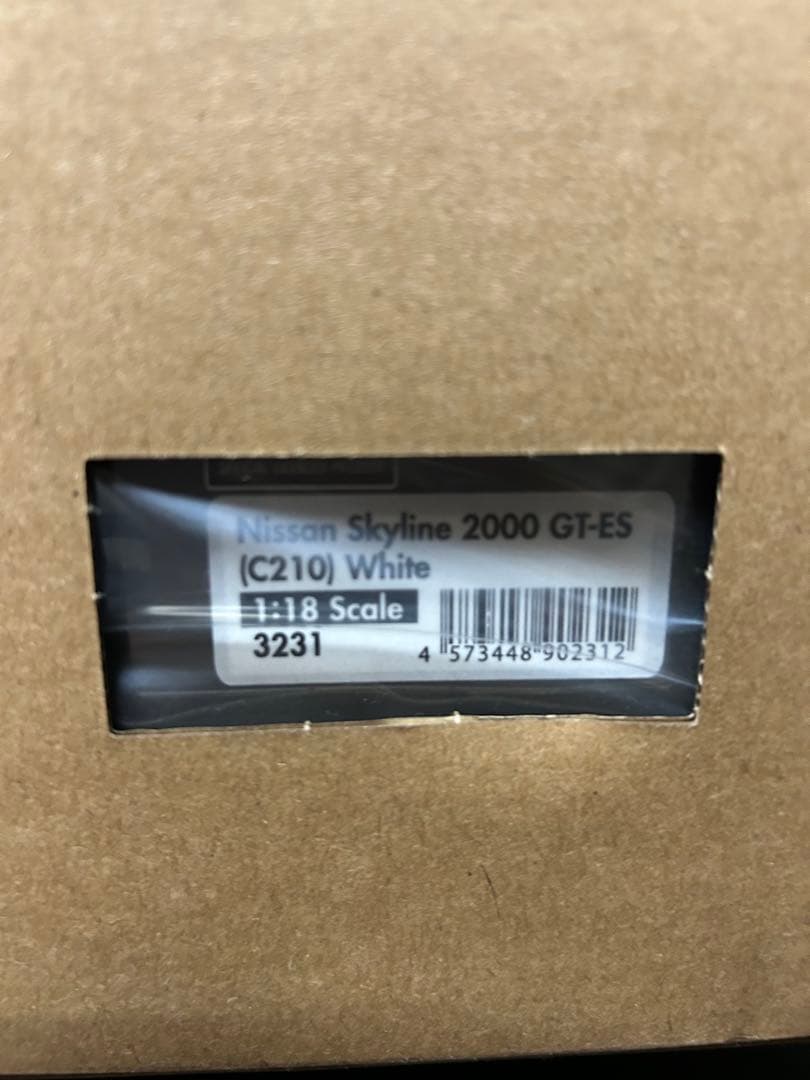 Nissan Skyline 2000 GT-ES
(C210) White
1:18 Scale
3231
4 573448 902312